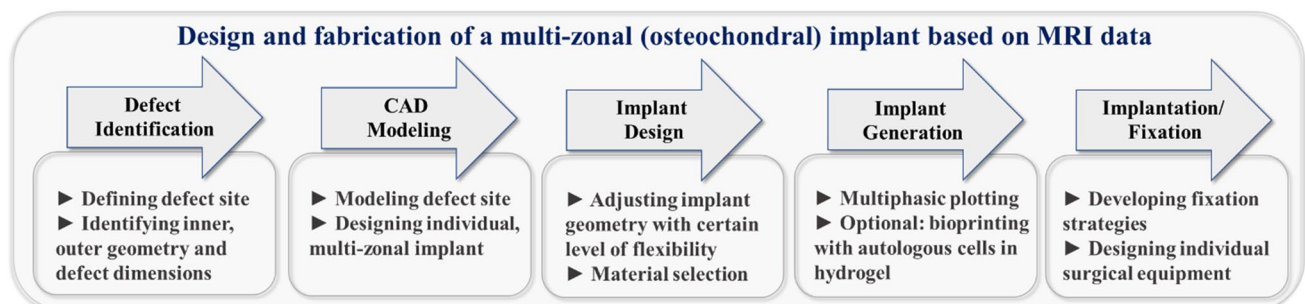 Design and fabrication of a multi-zonal (osteochondral) implant based on MRI data
Defect
Identification
► Defining defect site
► Identifying inner,
outer geometry and
defect dimensions
CAD
Modeling
► Modeling defect site
► Designing individual,
multi-zonal implant
Implant
Design
► Adjusting implant
geometry with certain
level of flexibility
► Material selection
Implant
Generation
► Multiphasic plotting
► Optional: bioprinting
with autologous cells in
hydrogel
Implantation/
Fixation
► Developing fixation
strategies
► Designing individual
surgical equipment